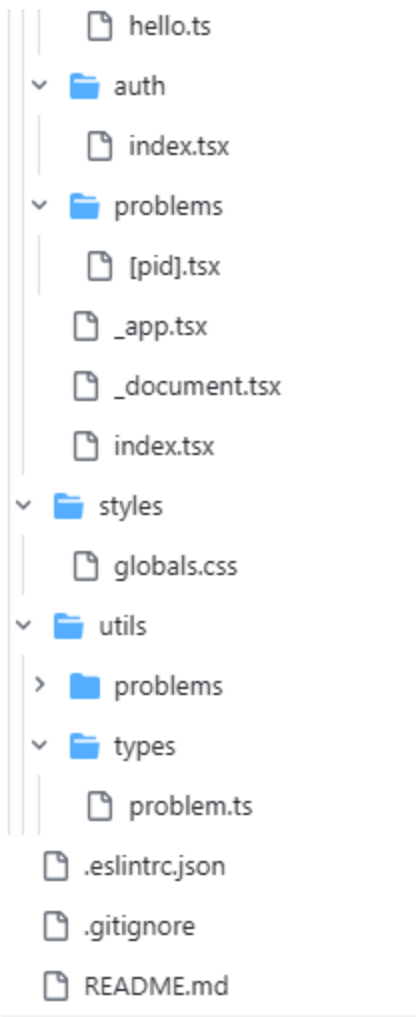 hello.ts
auth
index.tsx
problems
[pid].tsx
_app.tsx
_document.tsx
index.tsx
styles
globals.css
utils
problems
types
problem.ts
.eslintrc.json
.gitignore
README.md